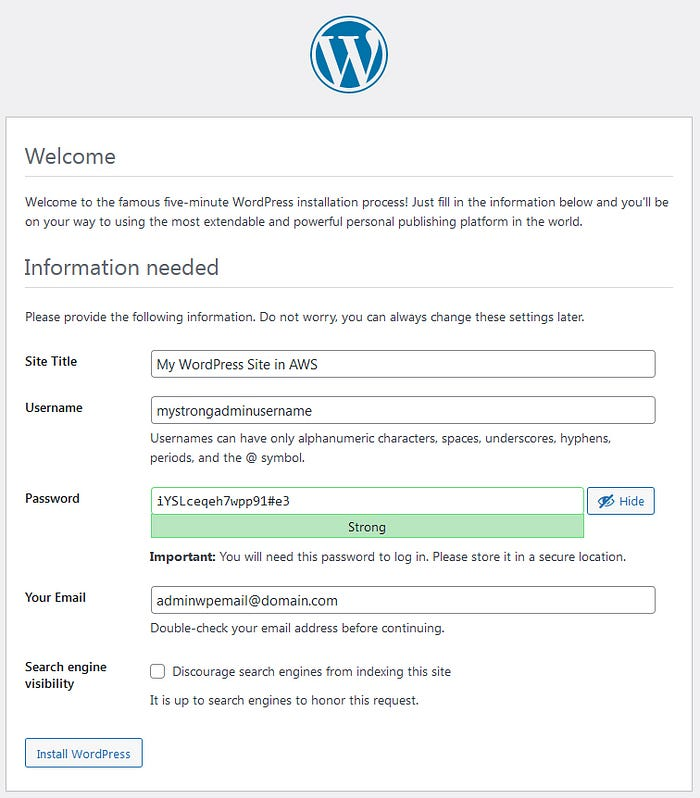 Welcome
Welcome to the famous five-minute WordPress installation process! Just fill in the information below and you'll be
on your way to using the most extendable and powerful personal publishing platform in the world.
Information needed
Please provide the following information. Do not worry, you can always change these settings later.
Site Title
My WordPress Site in AWS
Username
mystrongadminusername
Usernames can have only alphanumeric characters, spaces, underscores, hyphens,
periods, and the @ symbol.
Password
iYSLceqeh7wpp91#e3
Hide
Strong
Important: You will need this password to log in. Please store it in a secure location.
Your Email
adminwpemail@domain.com
Double-check your email address before continuing.
Search engine
visibility
Discourage search engines from indexing this site
It is up to search engines to honor this request.
Install WordPress